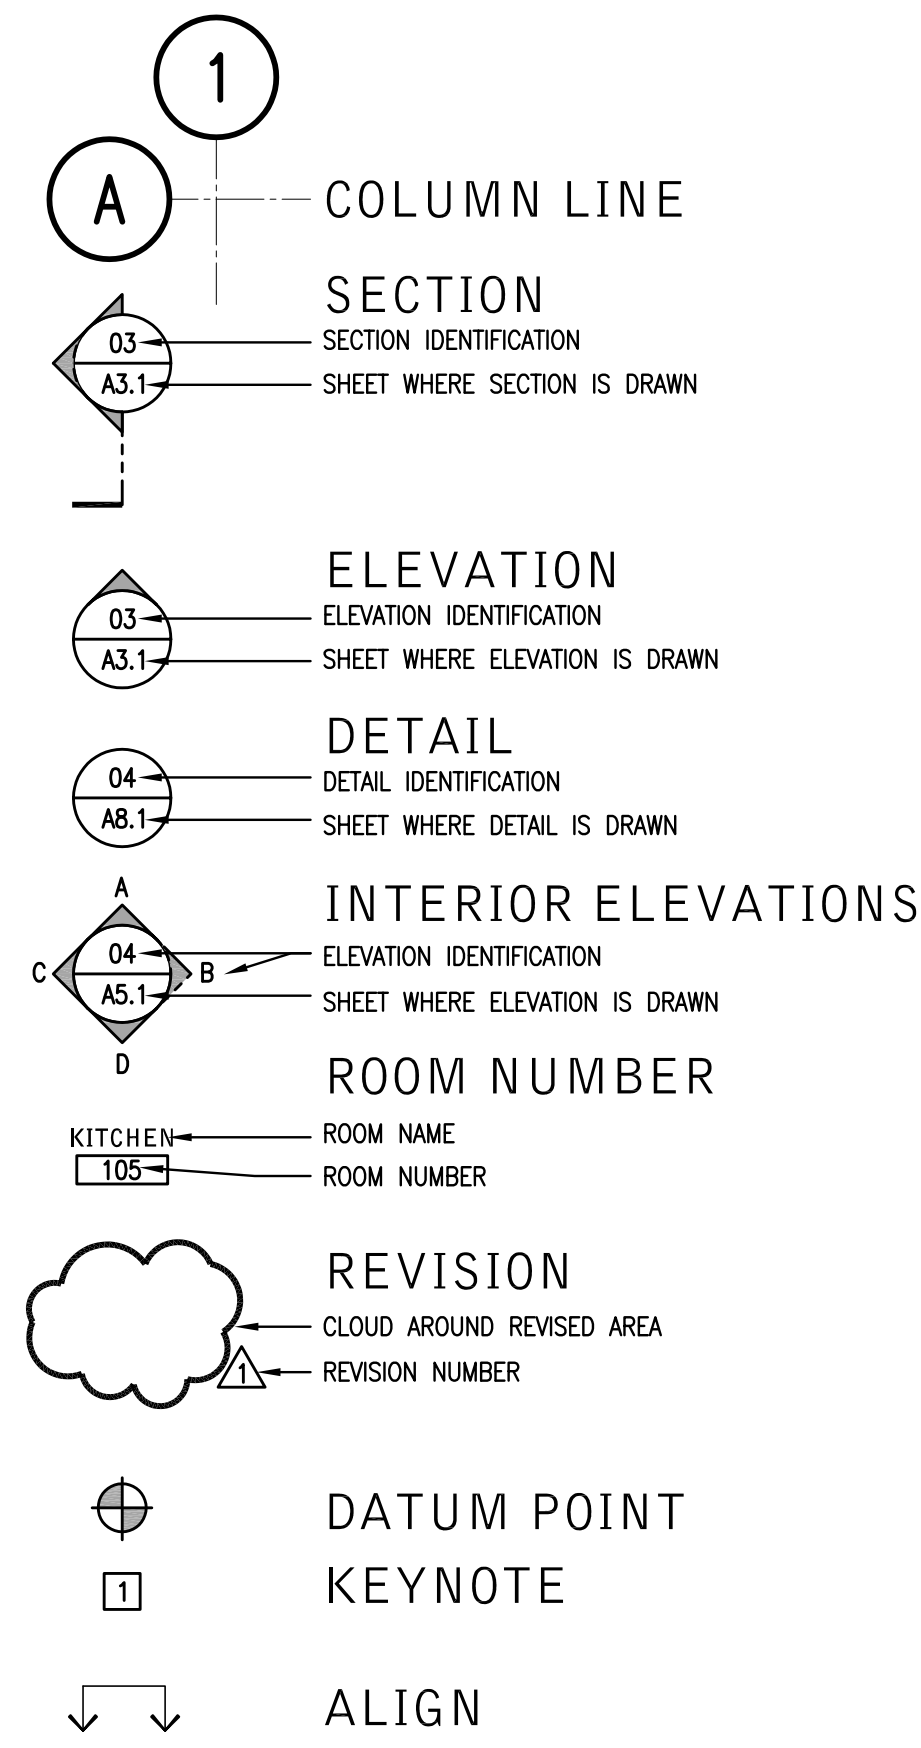 1
A
COLUMN LINE
SECTION
03
SECTION IDENTIFICATION
A3.1
SHEET WHERE SECTION IS DRAWN
ELEVATION
03
ELEVATION IDENTIFICATION
A3.1
SHEET WHERE ELEVATION IS DRAWN
DETAIL
04
DETAIL IDENTIFICATION
A8.1
SHEET WHERE DETAIL IS DRAWN
A
INTERIOR ELEVATIONS
04
ELEVATION IDENTIFICATION
C
B
A5.1
SHEET WHERE ELEVATION IS DRAWN
D
ROOM NUMBER
KITCHEN
ROOM NAME
105
ROOM NUMBER
REVISION
CLOUD AROUND REVISED AREA
1
REVISION NUMBER
DATUM POINT
1
KEYNOTE
ALIGN